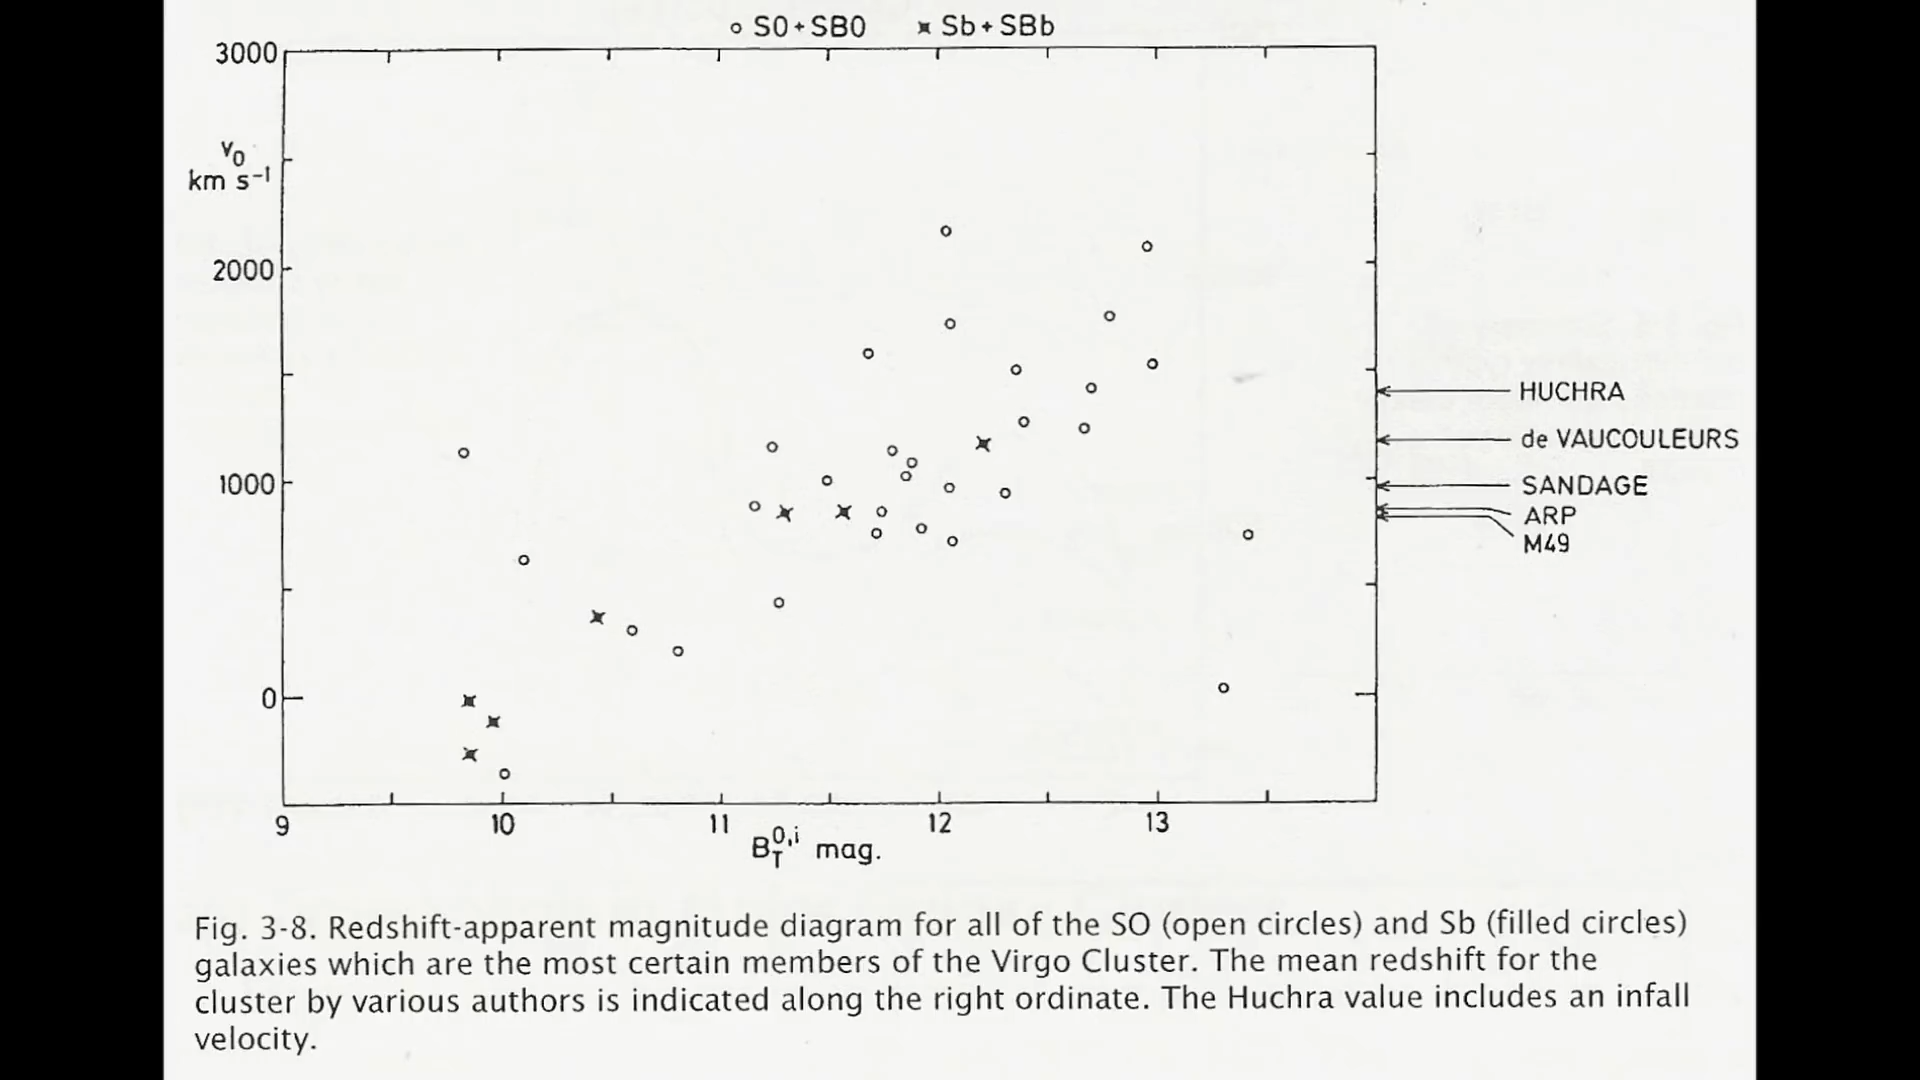 S0+SB0 Sb+SBb
3000
v0
km s-1
2000
1000
0
HUCHRA
de VAUCOULEURS
SANDAGE
ARP
M49
9 10 11 12 13
BT0,i mag.
Fig. 3-8. Redshift-apparent magnitude diagram for all of the SO (open circles) and Sb (filled circles)
galaxies which are the most certain members of the Virgo Cluster. The mean redshift for the
cluster by various authors is indicated along the right ordinate. The Huchra value includes an infall
velocity.